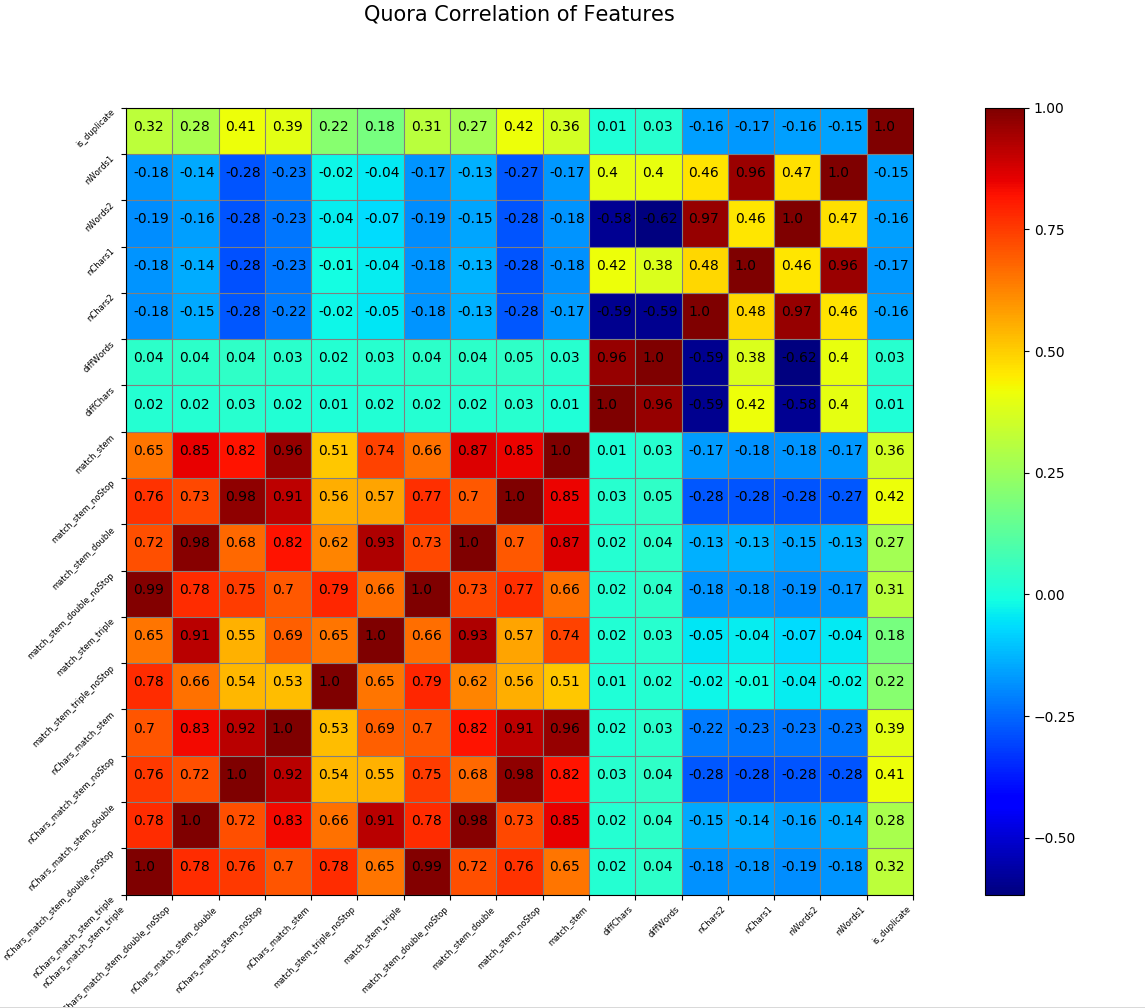 Quora Correlation of Features
is_duplicate 0.32 0.28 0.41 0.39 0.22 0.18 0.31 0.27 0.42 0.36 0.01 0.03 -0.16 -0.17 -0.16 -0.15 1.0
nWords1 -0.18 -0.14 -0.28 -0.23 -0.02 -0.04 -0.17 -0.13 -0.27 -0.17 0.4 0.4 0.46 0.96 0.47 1.0 -0.15
nWords2 -0.19 -0.16 -0.28 -0.23 -0.04 -0.07 -0.19 -0.15 -0.28 -0.18 -0.58 -0.62 0.97 0.46 1.0 0.47 -0.16
nChars1 -0.18 -0.14 -0.28 -0.23 -0.01 -0.04 -0.18 -0.13 -0.28 -0.18 0.42 0.38 0.48 1.0 0.46 0.96 -0.17
nChars2 -0.18 -0.15 -0.28 -0.22 -0.02 -0.05 -0.18 -0.13 -0.28 -0.17 -0.59 -0.59 1.0 0.48 0.97 0.46 -0.16
diffWords 0.04 0.04 0.04 0.03 0.02 0.03 0.04 0.04 0.05 0.03 0.96 1.0 -0.59 0.38 -0.62 0.4 0.03
diffChars 0.02 0.02 0.03 0.02 0.01 0.02 0.02 0.02 0.03 0.01 1.0 0.96 -0.59 0.42 -0.58 0.4 0.01
match_stem 0.65 0.85 0.82 0.96 0.51 0.74 0.66 0.87 0.85 1.0 0.01 0.03 -0.17 -0.18 -0.18 -0.17 0.36
match_stem_noStop 0.76 0.73 0.98 0.91 0.56 0.57 0.77 0.7 1.0 0.85 0.03 0.05 -0.28 -0.28 -0.28 -0.27 0.42
match_stem_double 0.72 0.98 0.68 0.82 0.62 0.93 0.73 1.0 0.7 0.87 0.02 0.04 -0.13 -0.13 -0.15 -0.13 0.27
match_stem_double_noStop 0.99 0.78 0.75 0.7 0.79 0.66 1.0 0.73 0.77 0.66 0.02 0.04 -0.18 -0.18 -0.19 -0.17 0.31
match_stem_triple 0.65 0.91 0.55 0.69 0.65 1.0 0.66 0.93 0.57 0.74 0.02 0.03 -0.05 -0.04 -0.07 -0.04 0.18
match_stem_triple_noStop 0.78 0.66 0.54 0.53 1.0 0.65 0.79 0.62 0.56 0.51 0.01 0.02 -0.02 -0.01 -0.04 -0.02 0.22
nChars_match_stem 0.7 0.83 0.92 1.0 0.53 0.69 0.7 0.82 0.91 0.96 0.02 0.03 -0.22 -0.23 -0.23 -0.23 0.39
nChars_match_stem_noStop 0.76 0.72 1.0 0.92 0.54 0.55 0.75 0.68 0.98 0.82 0.03 0.04 -0.28 -0.28 -0.28 -0.28 0.41
nChars_match_stem_double 0.78 1.0 0.72 0.83 0.66 0.91 0.78 0.98 0.73 0.85 0.02 0.04 -0.15 -0.14 -0.16 -0.14 0.28
nChars_match_stem_double_noStop 1.0 0.78 0.76 0.7 0.78 0.65 0.99 0.72 0.76 0.65 0.02 0.04 -0.18 -0.18 -0.19 -0.18 0.32
nChars_match_stem_triple
nChars_match_stem_triple
Chars_match_stem_double_noStop
nChars_match_stem_double
nChars_match_stem_noStop
nChars_match_stem
match_stem_triple_noStop
match_stem_triple
match_stem_double_noStop
match_stem_double
match_stem_noStop
match_stem
diffChars
diffWords
nChars2
nChars1
nWords2
nWords1
is_duplicate
1.00
0.75
0.50
0.25
0.00
−0.25
−0.50